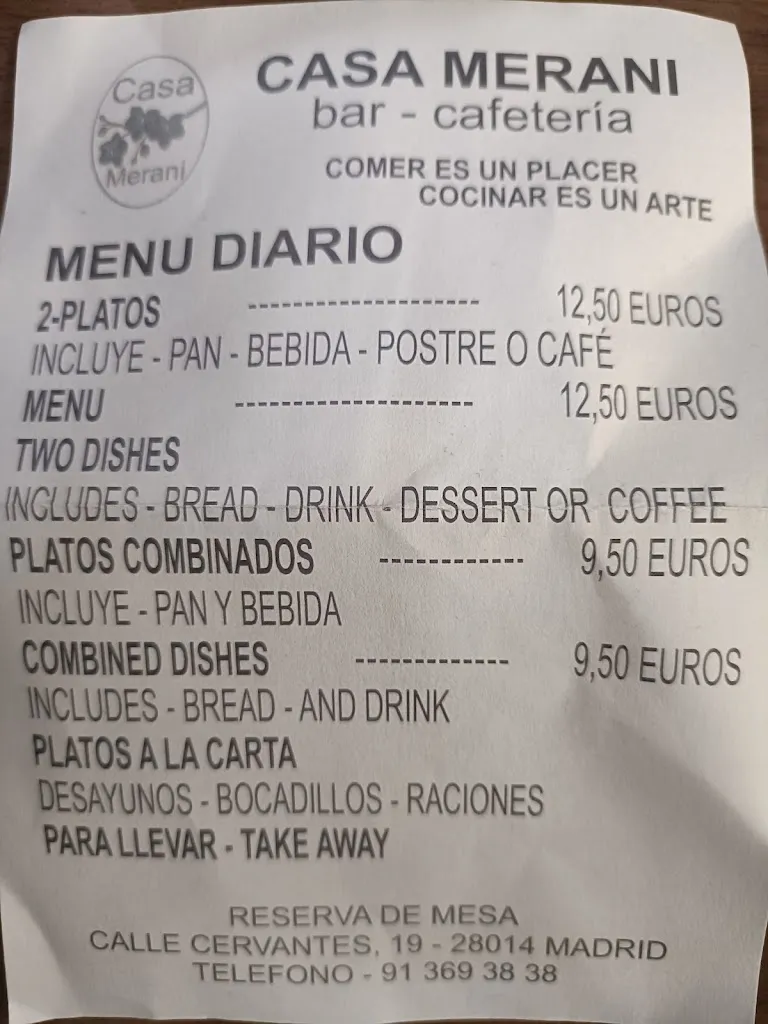 Casa
Merani
CASA MERANI
bar - cafetería
COMER ES UN PLACER
COCINAR ES UN ARTE
MENU DIARIO
2-PLATOS -------------------- 12,50 EUROS
INCLUYE - PAN - BEBIDA - POSTRE O CAFÉ
MENU -------------------- 12,50 EUROS
TWO DISHES
INCLUDES - BREAD - DRINK - DESSERT OR COFFEE
PLATOS COMBINADOS ------------ 9,50 EUROS
INCLUYE - PAN Y BEBIDA
COMBINED DISHES ------------- 9,50 EUROS
INCLUDES - BREAD - AND DRINK
PLATOS A LA CARTA
DESAYUNOS - BOCADILLOS - RACIONES
PARA LLEVAR - TAKE AWAY
RESERVA DE MESA
CALLE CERVANTES, 19 - 28014 MADRID
TELEFONO - 91 369 38 38